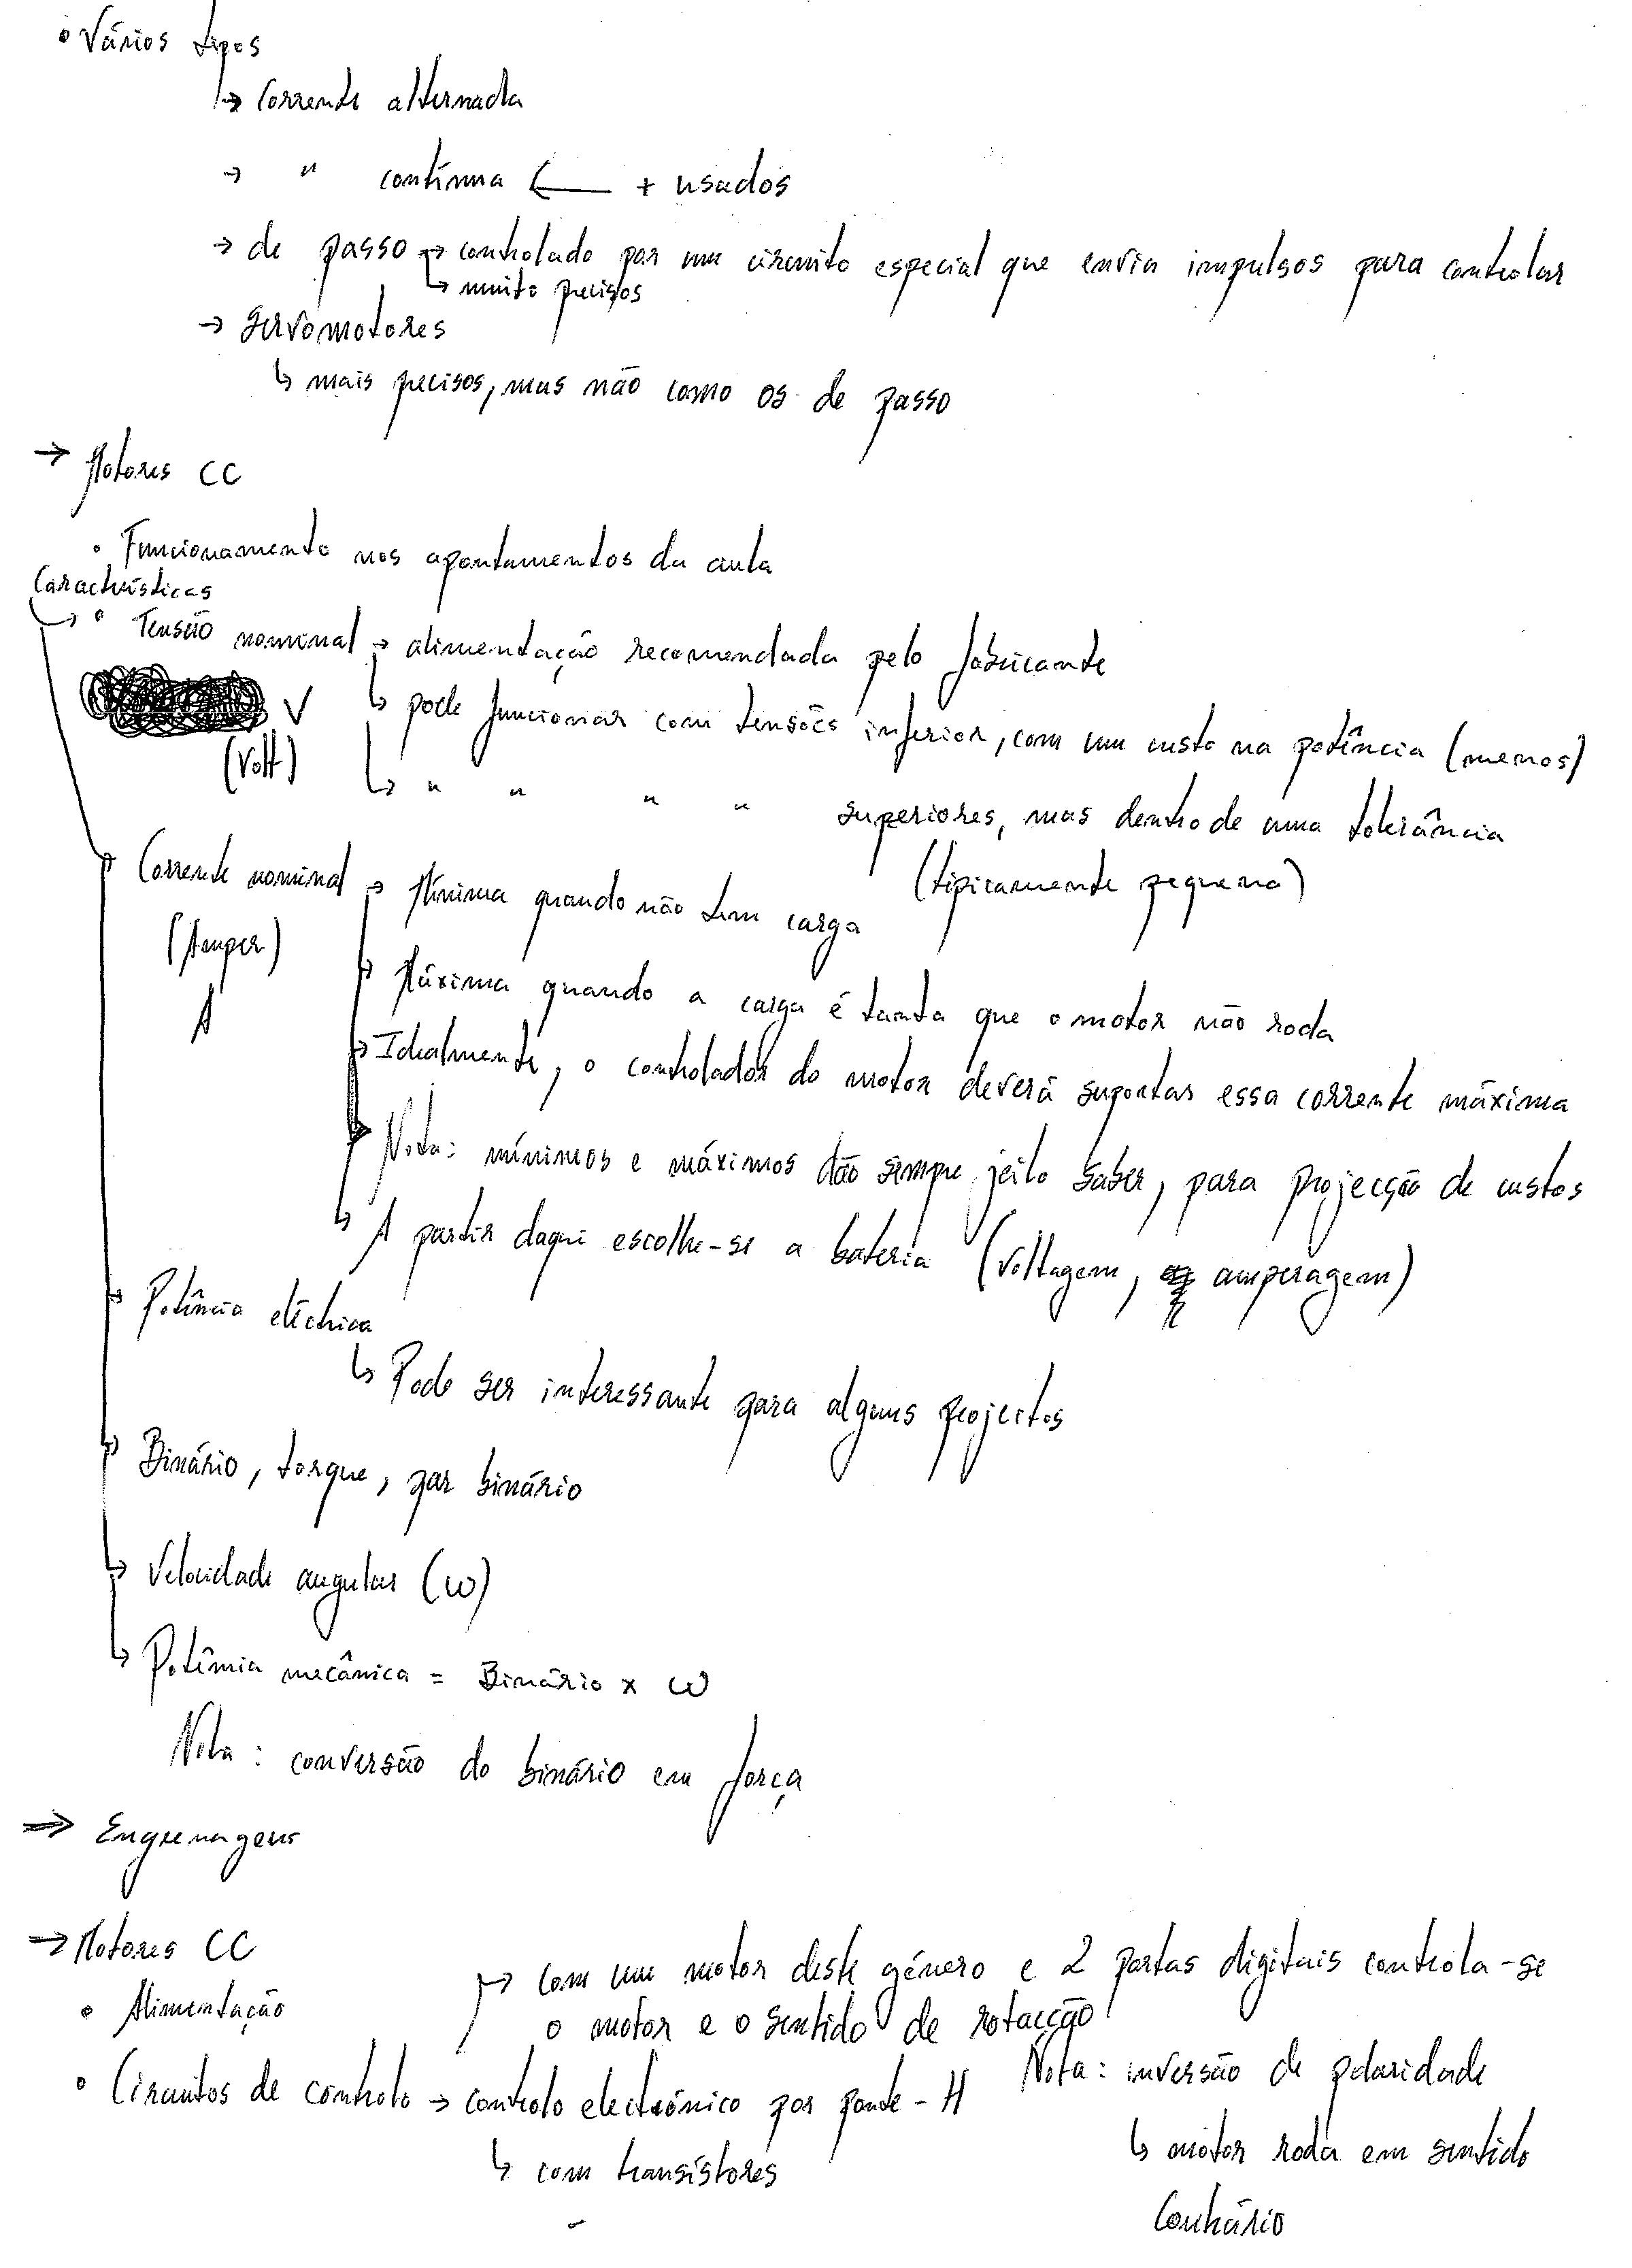 • Vários tipos
↳ Corrente alternada
→ " contínua ← + usados
→ de passo → controlado por um circuito especial que envia impulsos para controlar
↳ muito precisos
→ Servomotores
↳ mais precisos, mas não como os de passo
→ Motores CC
• Funcionamento nos apontamentos da aula
Características
• Tensão nominal → alimentação recomendada pelo fabricante
V ↳ pode funcionar com tensões inferior, com um custo na potência (menos)
(Volt) ↳ " " " " superiores, mas dentro de uma tolerância
(tipicamente pequena)
Corrente nominal → Mínima quando não tem carga
(Amper)
A
Máxima quando a carga é tanta que o motor não roda
Idealmente, o controlador do motor deverá suportar essa corrente máxima
Nota: mínimos e máximos dão sempre jeito saber, para projecção de custos
↳ A partir daqui escolhe-se a bateria (Voltagem, amperagem)
Potência eléctrica
↳ Pode ser interessante para alguns projectos
Binário, torque, par binário
Velocidade angular (ω)
↳ Potência mecânica = Binário x ω
Nota: conversão do binário em força
⇒ Engrenagens
→ Motores CC
• Alimentação
→ com um motor deste género e 2 portas digitais controla-se
o motor e o sentido de rotacção
• Circuitos de controlo → controlo electrónico por ponte-H
↳ com transístores
Nota: inversão de polaridade
↳ motor roda em sentido
Contrário